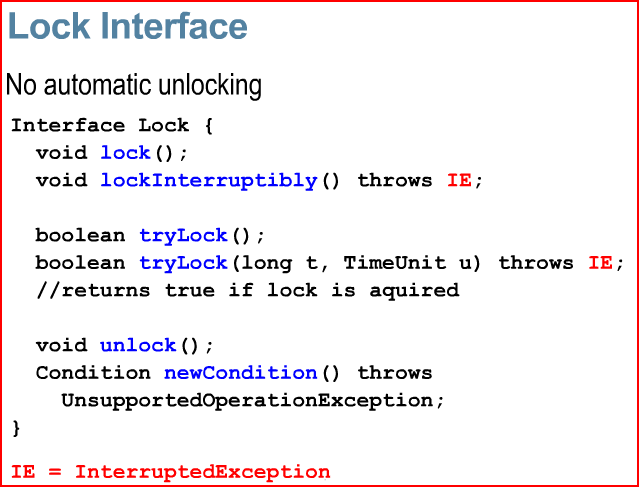 Lock Interface
No automatic unlocking
Interface Lock {
void lock();
void lockInterruptibly() throws IE;
boolean tryLock();
boolean tryLock(long t, TimeUnit u) throws IE;
//returns true if lock is aquired
void unlock();
Condition newCondition() throws
UnsupportedOperationException;
}
IE = InterruptedException